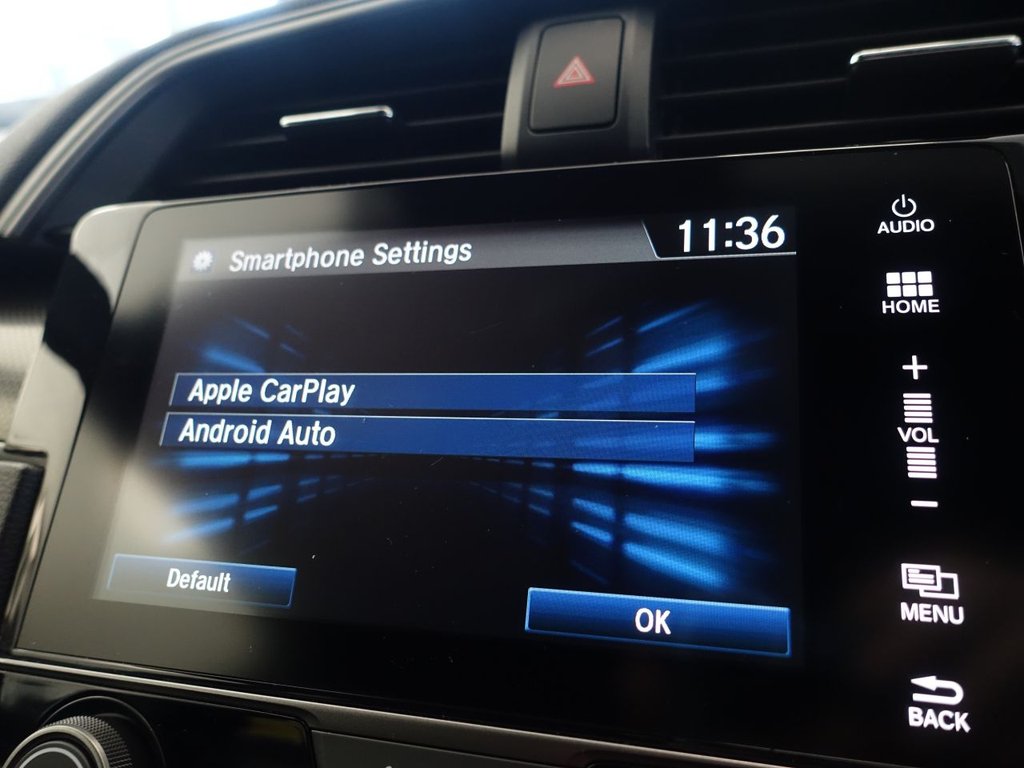 Smartphone Settings
11:36
Apple CarPlay
Android Auto
Default
OK
AUDIO
HOME
+
VOL
−
MENU
BACK